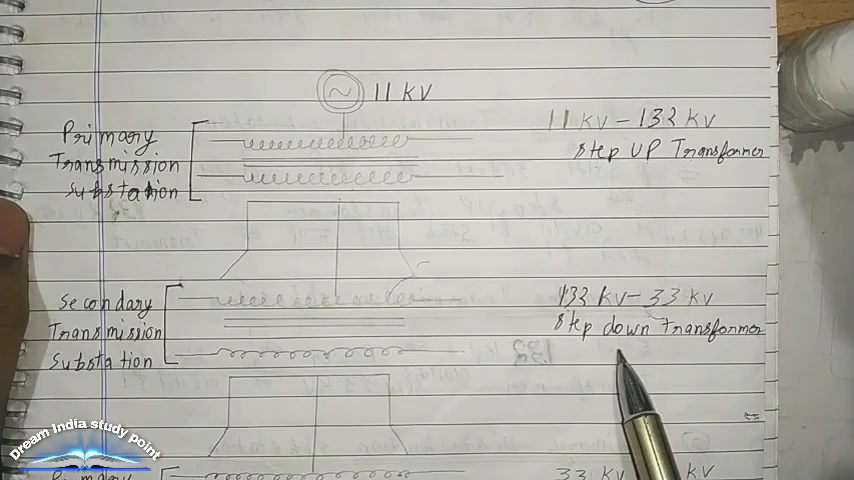 11 KV
Primary
Transmission
Substation
11 KV - 132 KV
Step UP Transformer
Secondary
Transmission
Substation
132 KV - 33 KV
Step down Transformer
Dream India study point
33 KV
KV